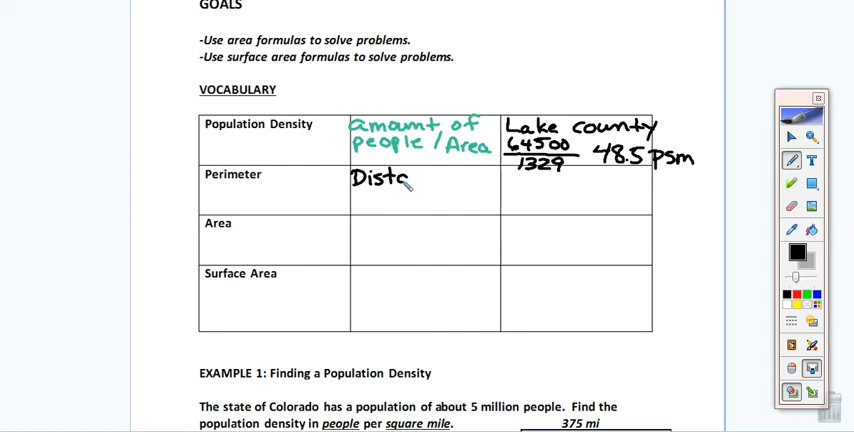 GOALS
-Use area formulas to solve problems.
-Use surface area formulas to solve problems.
VOCABULARY
Population Density
amount of
people / Area
Lake county
64500
1329
48.5 psm
Perimeter
Dista
Area
Surface Area
EXAMPLE 1: Finding a Population Density
The state of Colorado has a population of about 5 million people. Find the
population density in people per square mile.
375 mi